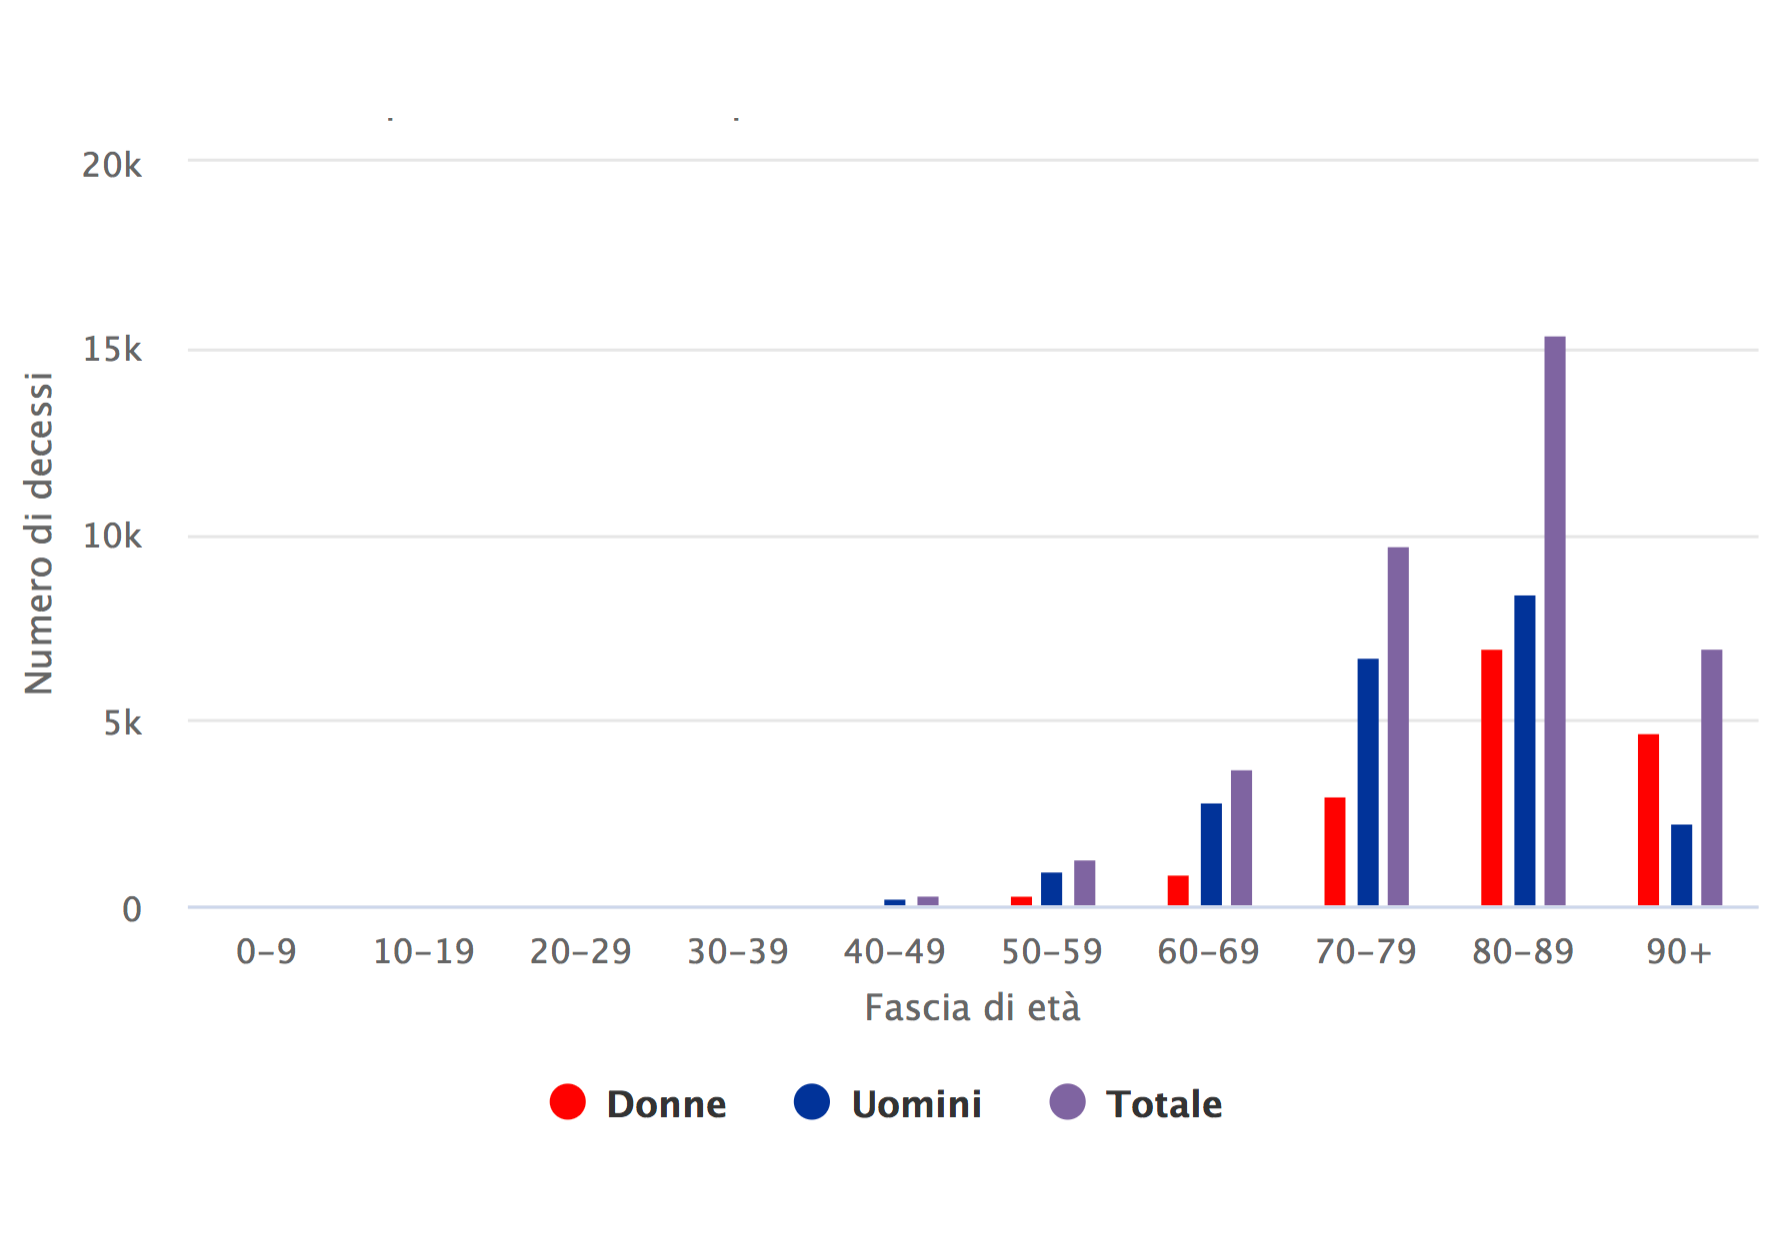 20k
15k
10k
5k
0
Numero di decessi
0–9 10–19 20–29 30–39 40–49 50–59 60–69 70–79 80–89 90+
Fascia di età
Donne Uomini Totale